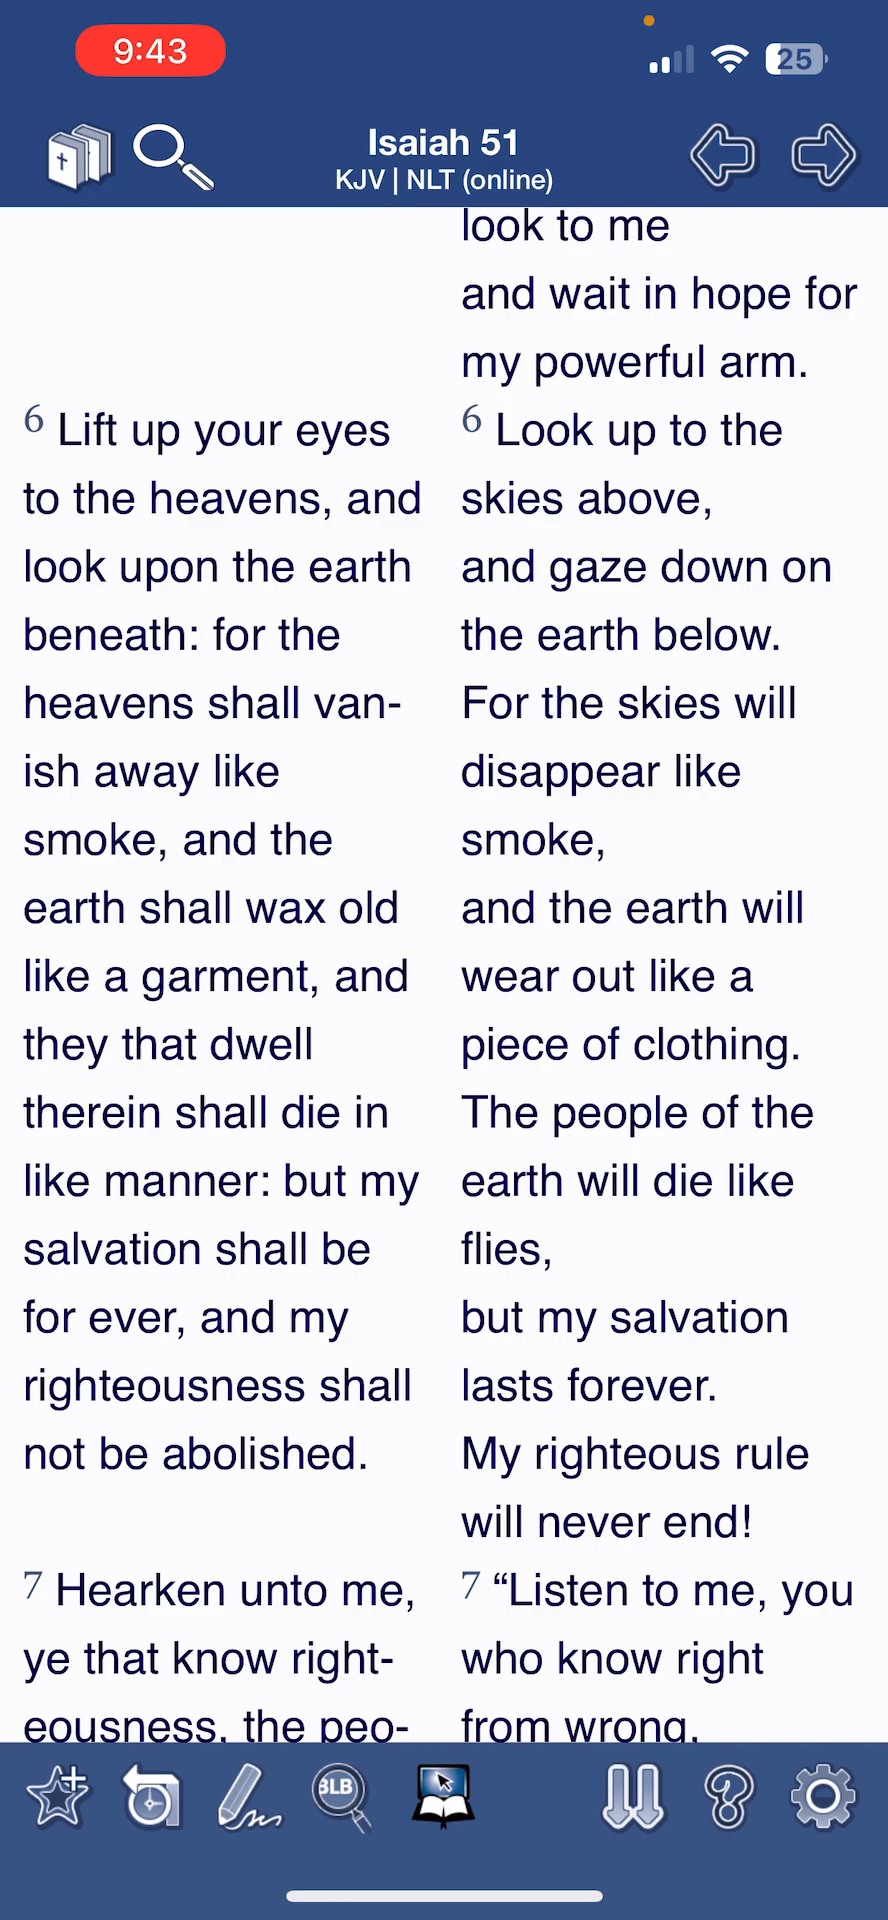 9:43
25
Isaiah 51
KJV | NLT (online)
look to me
and wait in hope for
my powerful arm.
6 Lift up your eyes
to the heavens, and
look upon the earth
beneath: for the
heavens shall van-
ish away like
smoke, and the
earth shall wax old
like a garment, and
they that dwell
therein shall die in
like manner: but my
salvation shall be
for ever, and my
righteousness shall
not be abolished.
7 Hearken unto me,
ye that know right-
eousness, the peo-
6 Look up to the
skies above,
and gaze down on
the earth below.
For the skies will
disappear like
smoke,
and the earth will
wear out like a
piece of clothing.
The people of the
earth will die like
flies,
but my salvation
lasts forever.
My righteous rule
will never end!
7 “Listen to me, you
who know right
from wrong,
BLB